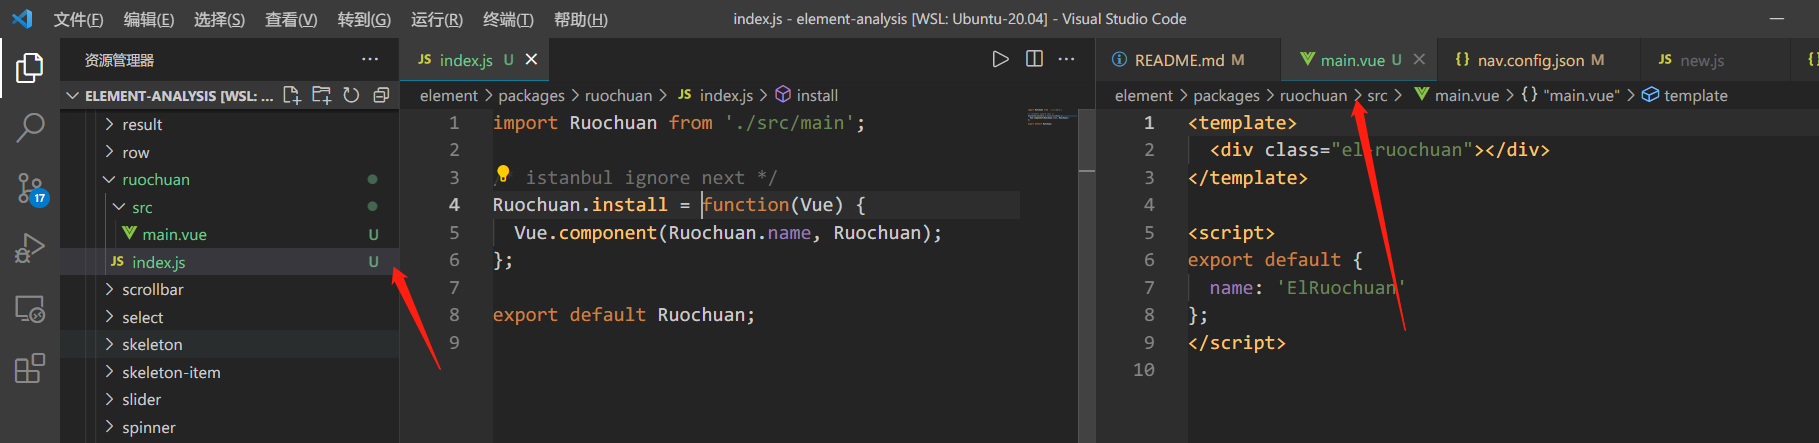 文件(F) 编辑(E) 选择(S) 查看(V) 转到(G) 运行(R) 终端(T) 帮助(H) index.js - element-analysis [WSL: Ubuntu-20.04] - Visual Studio Code
资源管理器 ···
ELEMENT-ANALYSIS [WSL: ...
result
row
ruochuan
src
main.vue U
index.js U
scrollbar
select
skeleton
skeleton-item
slider
spinner
17
JS index.js U
element > packages > ruochuan > JS index.js > install
1 import Ruochuan from './src/main';
2
3 / istanbul ignore next */
4 Ruochuan.install = function(Vue) {
5 Vue.component(Ruochuan.name, Ruochuan);
6 };
7
8 export default Ruochuan;
9
README.md M main.vue U {} nav.config.json M JS new.js
element > packages > ruochuan > src > main.vue > {} "main.vue" > template
1 <template>
2 <div class="el-ruochuan"></div>
3 </template>
4
5 <script>
6 export default {
7 name: 'ElRuochuan'
8 };
9 </script>
10